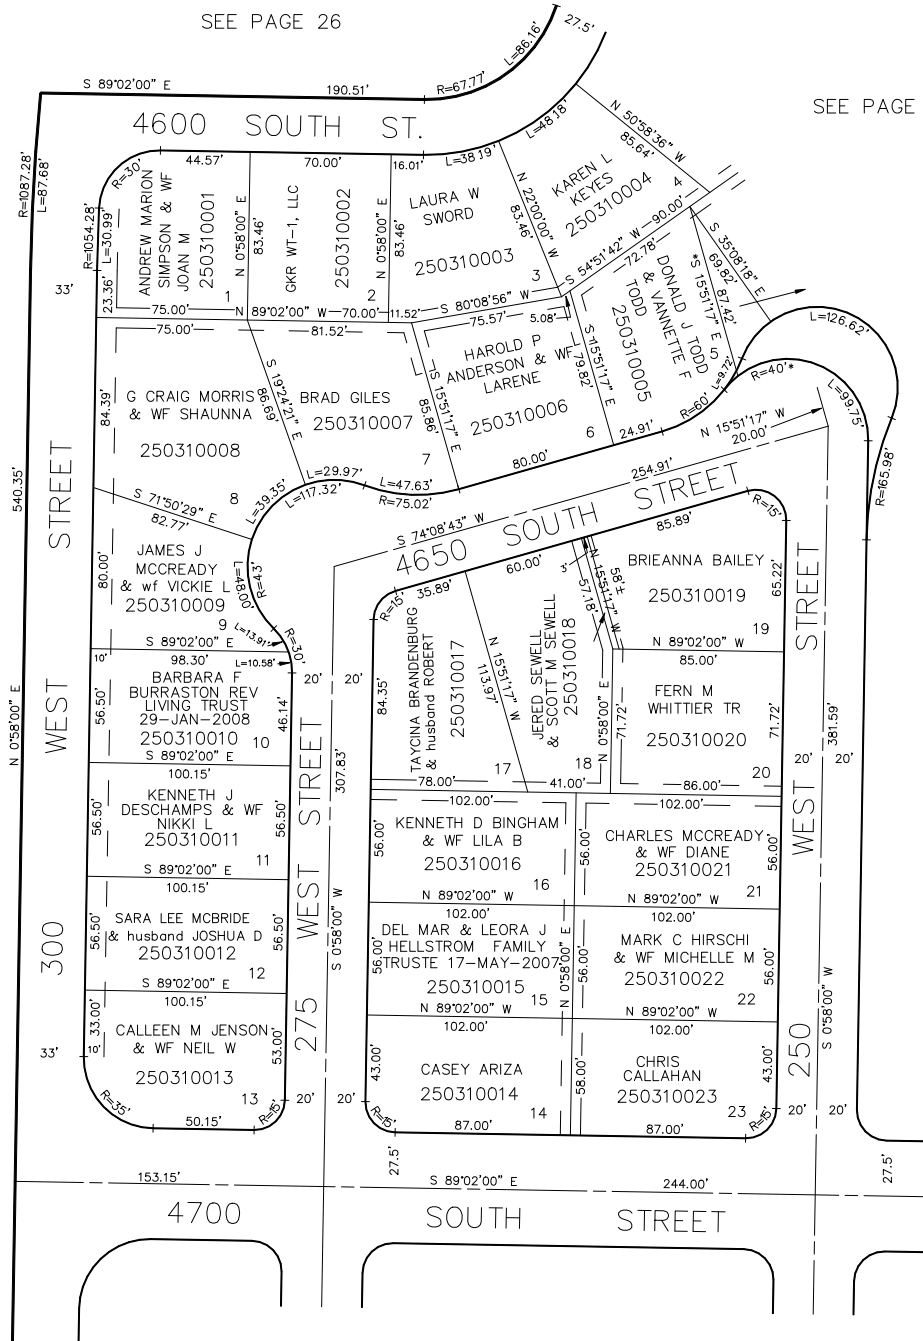 SEE PAGE 26
SEE PAGE
S 89°02'00" E
190.51'
R=67.77'
L=86.16'
27.5'
4600 SOUTH ST.
R=1087.28'
L=87.68'
R=30'
44.57'
70.00'
16.01'
L=38.19'
L=48.18'
N 50°58'36" W
85.64'
R=1054.28'
L=30.99'
33'
23.36'
ANDREW MARION
SIMPSON & WF
JOAN M
250310001
1
N 0°58'00" E
83.46'
GKR WT-1, LLC
250310002
2
N 0°58'00" E
83.46'
LAURA W
SWORD
250310003
3
N 22°00'00" W
83.46'
KAREN L
KEYES
250310004
4
S 54°51'42" W
90.00'
72.78'
DONALD J TODD
& VANNETTE F
TODD
250310005
5
S 35°08'18" E
69.82'
*S 15°51'17" E
87.42'
L=126.62'
75.00'
N 89°02'00" W
70.00'
11.52'
S 80°08'56" W
75.00'
81.52'
75.57'
5.08'
G CRAIG MORRIS
& WF SHAUNNA
250310008
8
84.39'
S 19°24'21" E
86.69'
BRAD GILES
250310007
7
S 15°51'17" E
85.86'
HAROLD P
ANDERSON & WF
LARENE
250310006
6
S 15°51'17" E
79.82'
L=9.72'
R=40'*
R=60'
L=99.75'
24.91'
N 15°51'17" W
20.00'
R=165.98'
80.00'
L=29.97'
L=117.32'
L=39.35'
L=47.63'
R=75.02'
254.91'
S 74°08'43" W
4650 SOUTH STREET
540.35'
S 71°50'29" E
82.77'
JAMES J
MCCREADY
& wf VICKIE L
250310009
9
80.00'
L=48.00'
R=43'
L=13.91'
R=30'
S 89°02'00" E
98.30'
L=10.58'
10'
BARBARA F
BURRASTON REV
LIVING TRUST
29-JAN-2008
250310010
10
56.50'
46.14'
S 89°02'00" E
100.15'
KENNETH J
DESCHAMPS & WF
NIKKI L
250310011
11
56.50'
56.50'
S 89°02'00" E
100.15'
SARA LEE MCBRIDE
& husband JOSHUA D
250310012
12
56.50'
56.50'
S 89°02'00" E
100.15'
CALLEEN M JENSON
& WF NEIL W
250310013
13
33.00'
10'
53.00'
33'
R=35'
50.15'
R=15'
N 0°58'00" E
300 WEST STREET
275 WEST STREET
20' 20'
307.83'
S 0°58'00" W
20' 20'
R=15'
35.89'
60.00'
85.89'
R=15'
84.35'
TAYCINA BRANDENBURG
& husband ROBERT
250310017
17
N 15°51'17" W
113.97'
JERED SEWELL
& SCOTT M SEWELL
250310018
18
3'
58'±
N 15°51'17" W
57.18'
N 0°58'00" E
78.00'
41.00'
BRIEANNA BAILEY
250310019
19
65.22'
N 89°02'00" W
85.00'
FERN M
WHITTIER TR
250310020
20
71.72'
71.72'
86.00'
20' 20'
381.59'
102.00'
KENNETH D BINGHAM
& WF LILA B
250310016
16
56.00'
N 89°02'00" W
102.00'
CHARLES MCCREADY
& WF DIANE
250310021
21
56.00'
56.00'
N 89°02'00" W
102.00'
DEL MAR & LEORA J
HELLSTROM FAMILY
TRUSTE 17-MAY-2007
250310015
15
56.00'
N 0°58'00" E
N 89°02'00" W
102.00'
MARK C HIRSCHI
& WF MICHELLE M
250310022
22
56.00'
56.00'
N 89°02'00" W
102.00'
CASEY ARIZA
250310014
14
43.00'
58.00'
R=15'
87.00'
102.00'
CHRIS
CALLAHAN
250310023
23
43.00'
R=15'
87.00'
250 WEST STREET
S 0°58'00" W
20' 20'
27.5'
27.5'
153.15'
S 89°02'00" E
244.00'
4700 SOUTH STREET